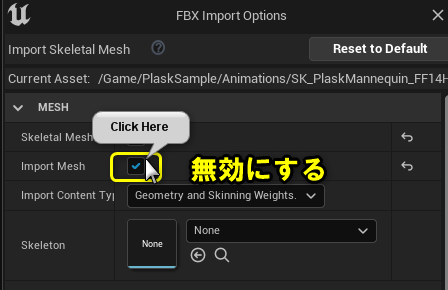 FBX Import Options
Import Skeletal Mesh
Reset to Default
Current Asset: /Game/PlaskSample/Animations/SK_PlaskMannequin_FF14H
MESH
Click Here
Skeletal Mesh
Import Mesh
無効にする
Import Content Typ
Geometry and Skinning Weights.
Skeleton
None
None